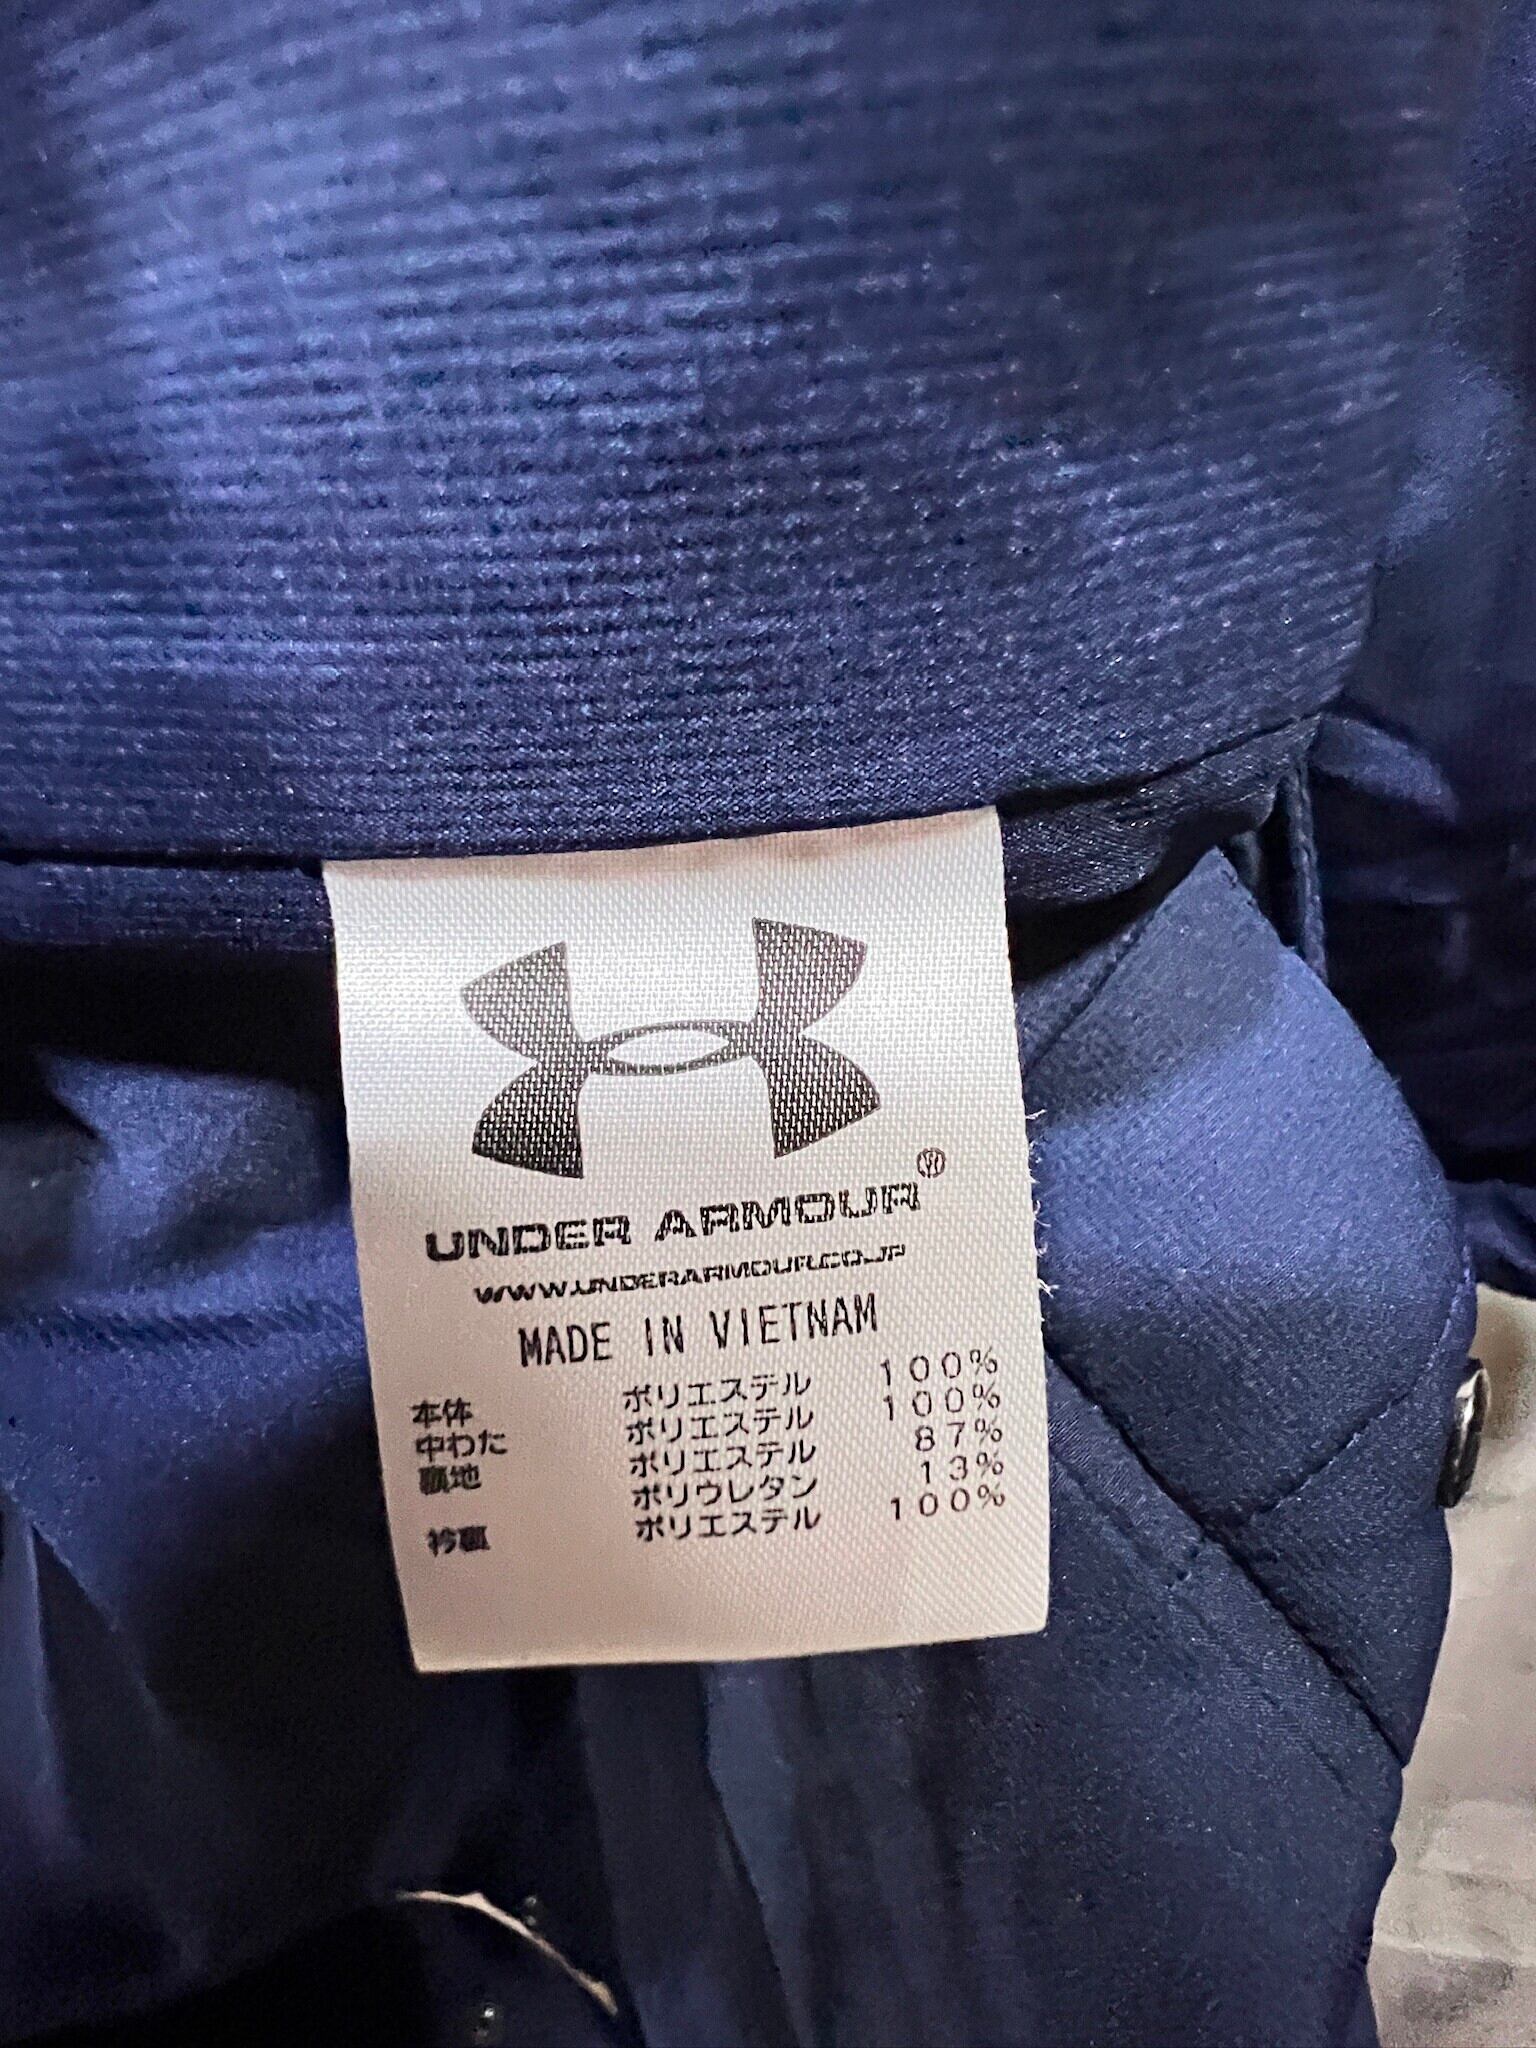 UNDER ARMOUR®
WWW.UNDERARMOUR.CO.JP
MADE IN VIETNAM
本体 ポリエステル 100%
中わた ポリエステル 100%
裏地 ポリエステル 87%
ポリウレタン 13%
衿裏 ポリエステル 100%